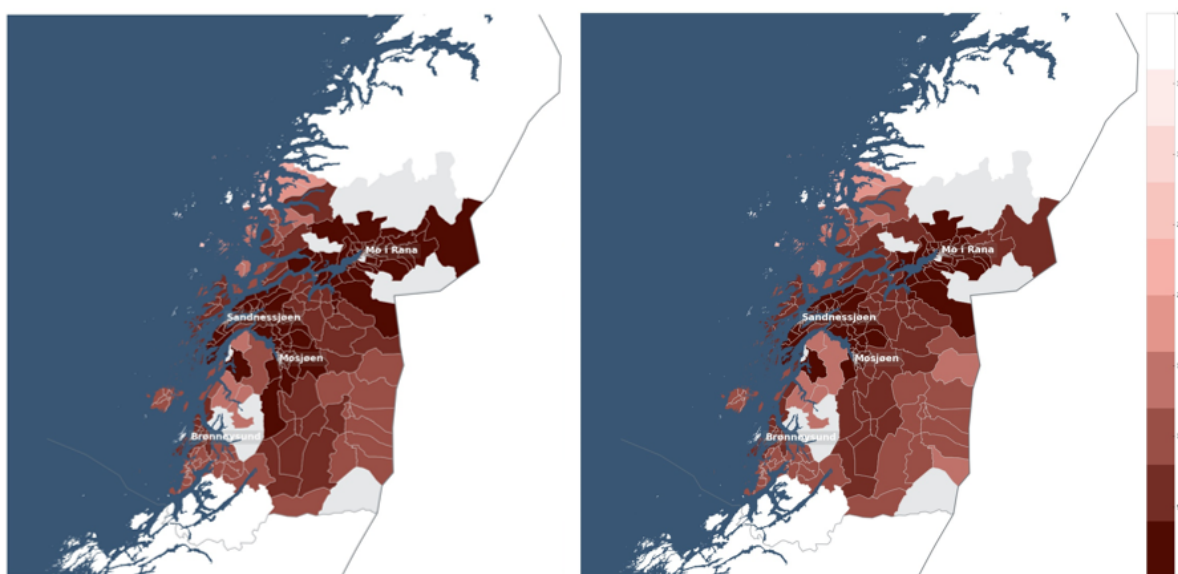 Mo i Rana
Sandnessjøen
Mosjøen
Brønnøysund
Mo i Rana
Sandnessjøen
Mosjøen
Brønnøysund